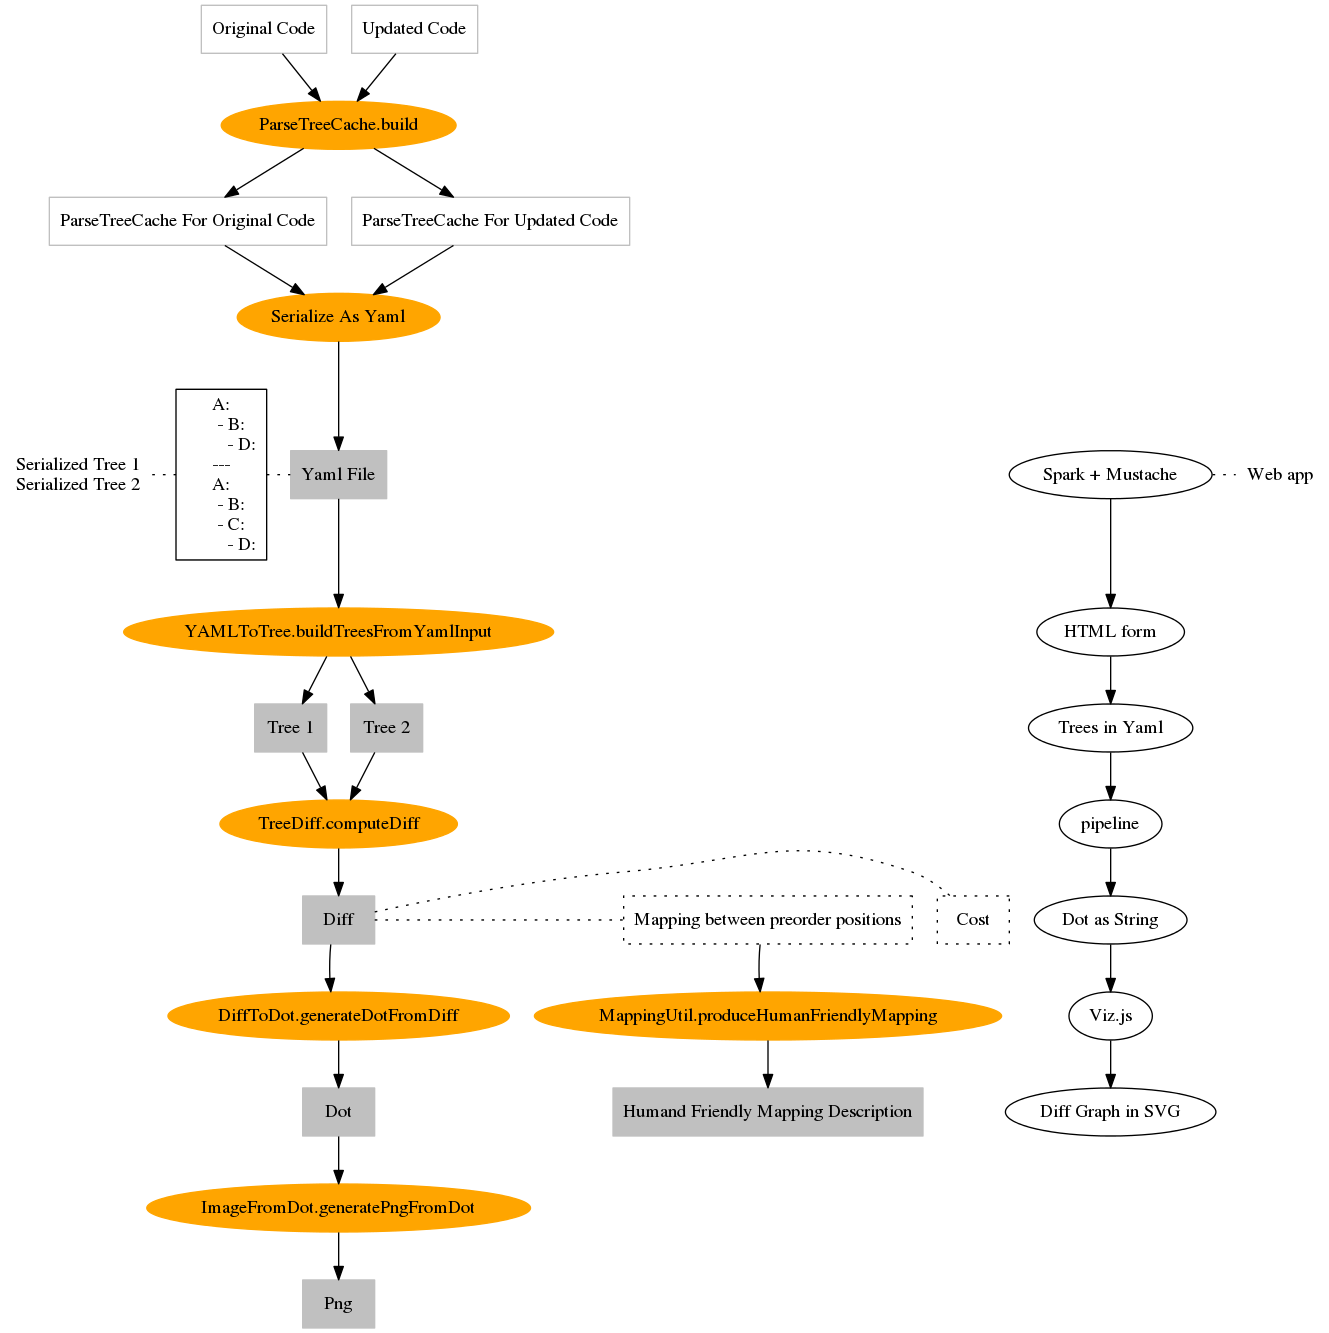 Original Code
Updated Code
ParseTreeCache.build
ParseTreeCache For Original Code
ParseTreeCache For Updated Code
Serialize As Yaml
Serialized Tree 1
Serialized Tree 2
A:
- B:
- D:
---
A:
- B:
- C:
- D:
Yaml File
Spark + Mustache
Web app
YAMLToTree.buildTreesFromYamlInput
HTML form
Tree 1
Tree 2
Trees in Yaml
TreeDiff.computeDiff
pipeline
Diff
Mapping between preorder positions
Cost
Dot as String
DiffToDot.generateDotFromDiff
MappingUtil.produceHumanFriendlyMapping
Viz.js
Dot
Humand Friendly Mapping Description
Diff Graph in SVG
ImageFromDot.generatePngFromDot
Png